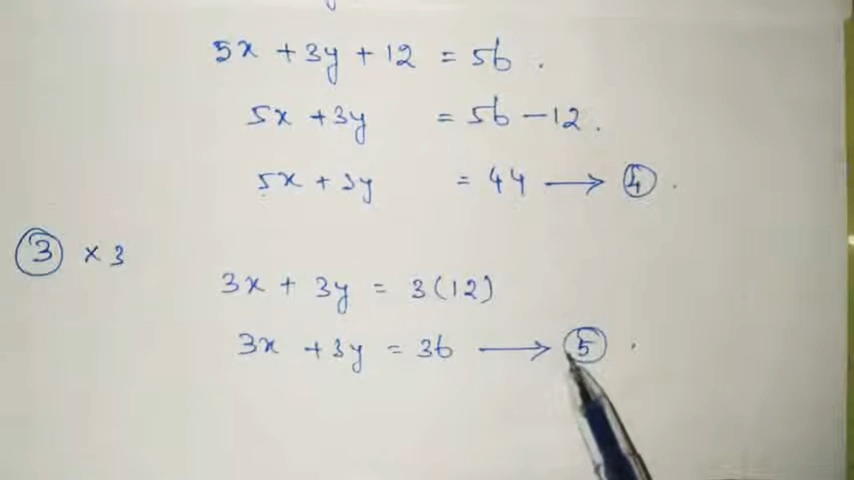 5x + 3y + 12 = 56.
5x + 3y = 56 - 12.
5x + 3y = 44 → ④.
③ × 3
3x + 3y = 3(12)
3x + 3y = 36 → ⑤.